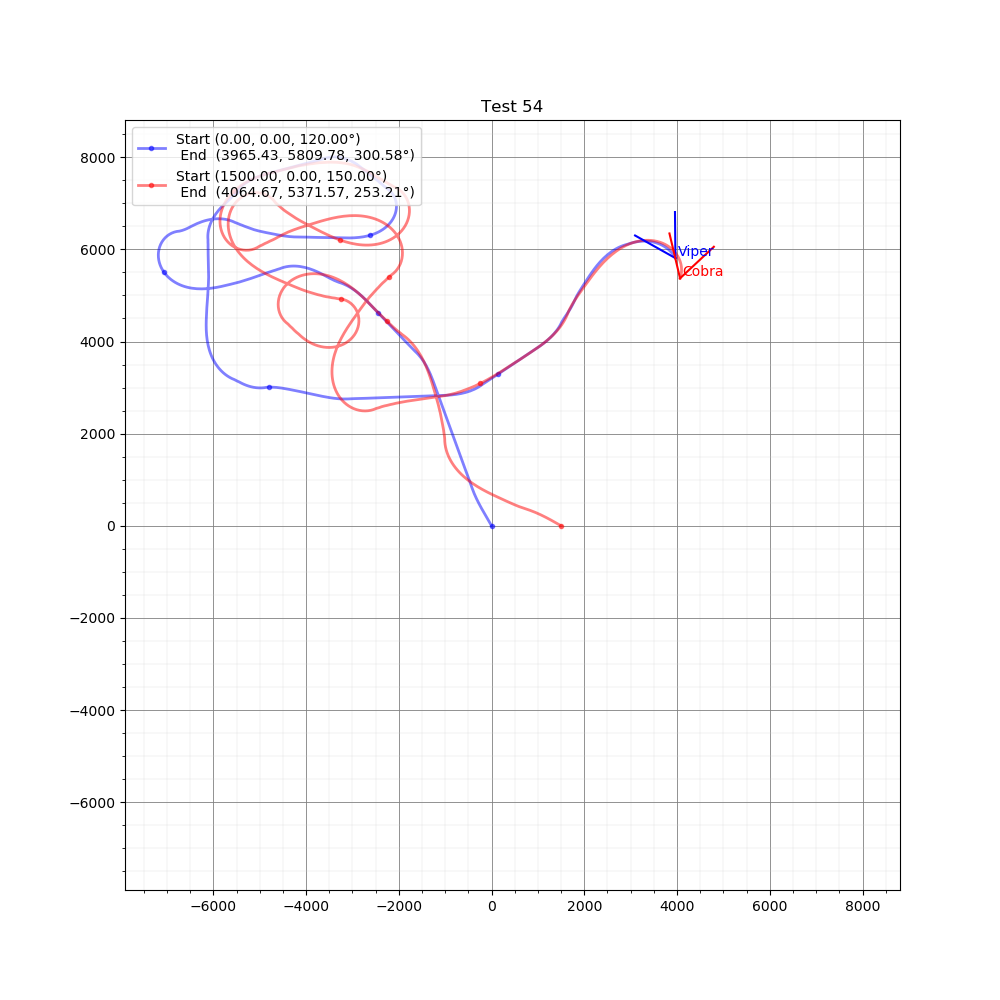 Test 54
Start (0.00, 0.00, 120.00°)
End (3965.43, 5809.78, 300.58°)
Start (1500.00, 0.00, 150.00°)
End (4064.67, 5371.57, 253.21°)
8000
6000
4000
2000
0
−2000
−4000
−6000
Viper
Cobra
−6000 −4000 −2000 0 2000 4000 6000 8000